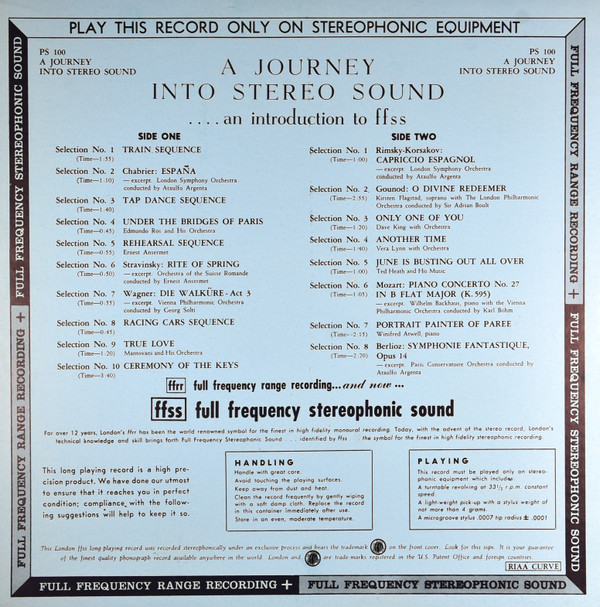 PLAY THIS RECORD ONLY ON STEREOPHONIC EQUIPMENT
FULL FREQUENCY RANGE RECORDING + FULL FREQUENCY STEREOPHONIC SOUND
FULL FREQUENCY RANGE RECORDING + FULL FREQUENCY STEREOPHONIC SOUND
PS 100
A JOURNEY
INTO STEREO SOUND
PS 100
A JOURNEY
INTO STEREO SOUND
A JOURNEY
INTO STEREO SOUND
....an introduction to ffss
SIDE ONE
Selection No. 1 TRAIN SEQUENCE
(Time—1:55)
Selection No. 2 Chabrier: ESPAÑA
(Time—1:10) — excerpt. London Symphony Orchestra
conducted by Ataulfo Argenta
Selection No. 3 TAP DANCE SEQUENCE
(Time—1:40)
Selection No. 4 UNDER THE BRIDGES OF PARIS
(Time—0:45) Edmundo Ros and His Orchestra
Selection No. 5 REHEARSAL SEQUENCE
(Time—0:55) Ernest Ansermet
Selection No. 6 Stravinsky: RITE OF SPRING
(Time—0:50) — excerpt. Orchestra of the Suisse Romande
conducted by Ernest Ansermet
Selection No. 7 Wagner: DIE WALKÜRE - Act 3
(Time—0:55) — excerpt. Vienna Philharmonic Orchestra
conducted by Georg Solti
Selection No. 8 RACING CARS SEQUENCE
(Time—0:45)
Selection No. 9 TRUE LOVE
(Time—1:20) Mantovani and His Orchestra
Selection No. 10 CEREMONY OF THE KEYS
(Time—3:40)
SIDE TWO
Selection No. 1 Rimsky-Korsakov:
(Time—1:00) CAPRICCIO ESPAGNOL
— excerpt. London Symphony Orchestra
conducted by Ataulfo Argenta
Selection No. 2 Gounod: O DIVINE REDEEMER
(Time—2:55) Kirsten Flagstad, soprano with The London Philharmonic
Orchestra conducted by Sir Adrian Boult
Selection No. 3 ONLY ONE OF YOU
(Time—1:20) Dave King with Orchestra
Selection No. 4 ANOTHER TIME
(Time—1:40) Vera Lynn with Orchestra
Selection No. 5 JUNE IS BUSTING OUT ALL OVER
(Time—1:00) Ted Heath and His Music
Selection No. 6 Mozart: PIANO CONCERTO No. 27
(Time—1:05) IN B FLAT MAJOR (K. 595)
— excerpt. Wilhelm Backhaus, piano with the Vienna
Philharmonic Orchestra conducted by Karl Böhm
Selection No. 7 PORTRAIT PAINTER OF PAREE
(Time—2:15) Winifred Atwell, piano
Selection No. 8 Berlioz: SYMPHONIE FANTASTIQUE,
(Time—2:20) Opus 14
— excerpt. Paris Conservatoire Orchestra conducted by
Ataulfo Argenta
ffrr full frequency range recording...and now...
ffss full frequency stereophonic sound
For over 12 years, London's ffrr has been the world renowned symbol for the finest in high fidelity monaural recording. Today, with the advent of the stereo record, London's
technical knowledge and skill brings forth Full Frequency Stereophonic Sound . . . identified by ffss . . . the symbol for the finest in high fidelity stereophonic recording.
This long playing record is a high pre-
cision product. We have done our utmost
to ensure that it reaches you in perfect
condition; compliance with the follow-
ing suggestions will help to keep it so.
HANDLING
Handle with great care.
Avoid touching the playing surfaces.
Keep away from dust and heat.
Clean the record frequently by gently wiping
with a soft damp cloth. Replace the record
in this container immediately after use.
Store in an even, moderate temperature.
PLAYING
This record must be played only on stereo-
phonic equipment which includes:
A turntable revolving at 33 1/3 r.p.m. constant
speed.
A light-weight pick-up with a stylus weight of
not more than 4 grams.
A microgroove stylus .0007 tip radius ± .0001
This London ffss long playing record was recorded stereophonically under an exclusive process and bears the trademark on the front cover. Look for this sign. It is your guarantee
of the finest quality phonograph record available anywhere in the world. London and are trade marks registered in the U.S. Patent Office and foreign countries.
RIAA CURVE
FULL FREQUENCY RANGE RECORDING + FULL FREQUENCY STEREOPHONIC SOUND